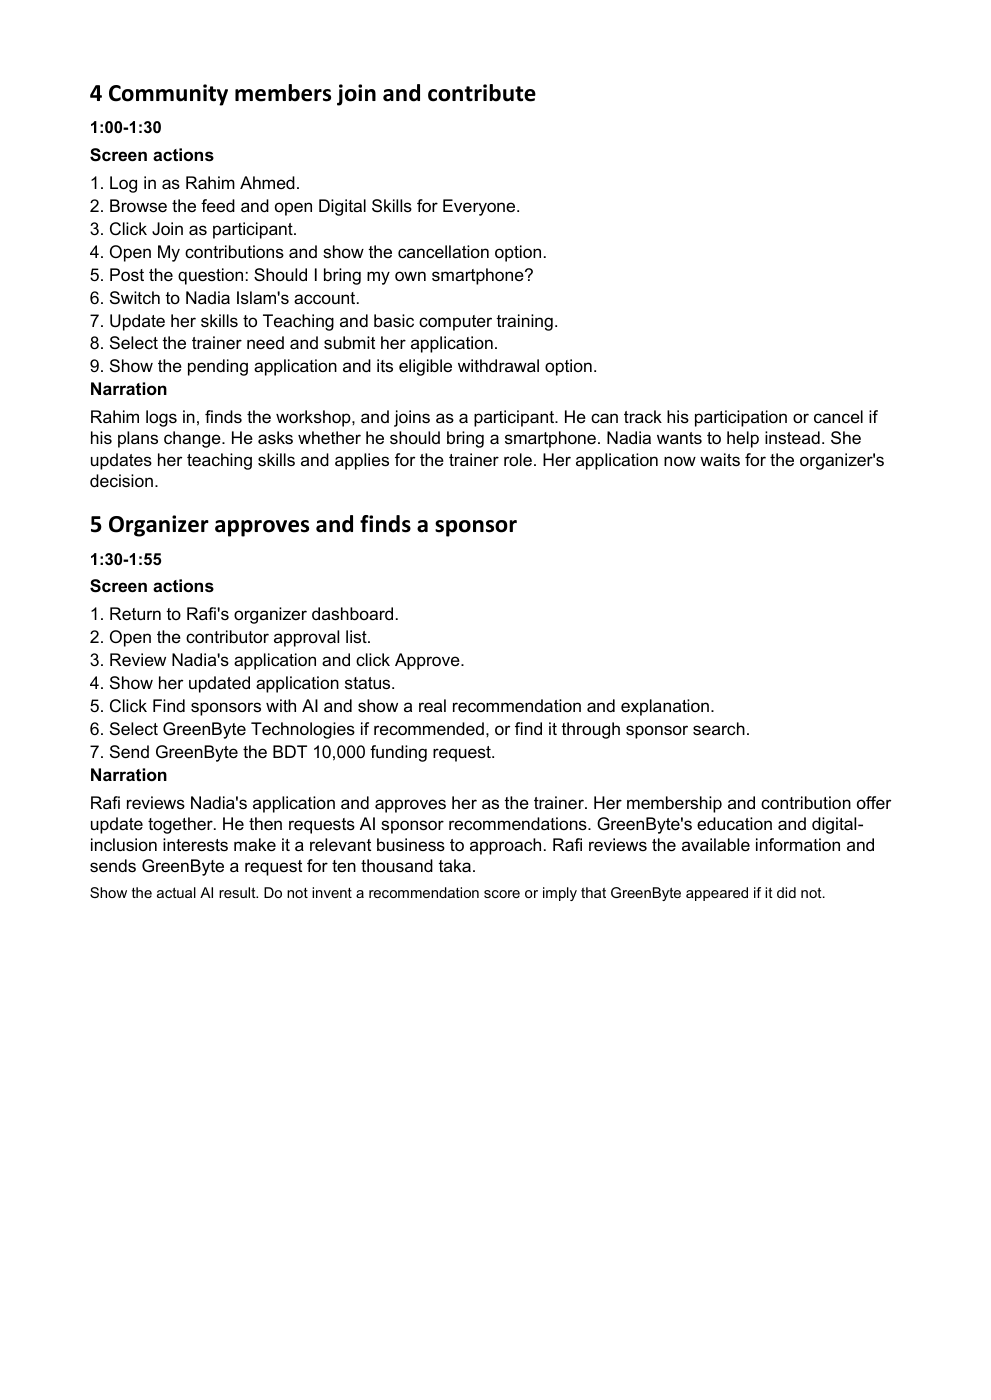 4 Community members join and contribute
1:00-1:30
Screen actions
1. Log in as Rahim Ahmed.
2. Browse the feed and open Digital Skills for Everyone.
3. Click Join as participant.
4. Open My contributions and show the cancellation option.
5. Post the question: Should I bring my own smartphone?
6. Switch to Nadia Islam's account.
7. Update her skills to Teaching and basic computer training.
8. Select the trainer need and submit her application.
9. Show the pending application and its eligible withdrawal option.
Narration
Rahim logs in, finds the workshop, and joins as a participant. He can track his participation or cancel if
his plans change. He asks whether he should bring a smartphone. Nadia wants to help instead. She
updates her teaching skills and applies for the trainer role. Her application now waits for the organizer's
decision.
5 Organizer approves and finds a sponsor
1:30-1:55
Screen actions
1. Return to Rafi's organizer dashboard.
2. Open the contributor approval list.
3. Review Nadia's application and click Approve.
4. Show her updated application status.
5. Click Find sponsors with AI and show a real recommendation and explanation.
6. Select GreenByte Technologies if recommended, or find it through sponsor search.
7. Send GreenByte the BDT 10,000 funding request.
Narration
Rafi reviews Nadia's application and approves her as the trainer. Her membership and contribution offer
update together. He then requests AI sponsor recommendations. GreenByte's education and digital-
inclusion interests make it a relevant business to approach. Rafi reviews the available information and
sends GreenByte a request for ten thousand taka.
Show the actual AI result. Do not invent a recommendation score or imply that GreenByte appeared if it did not.